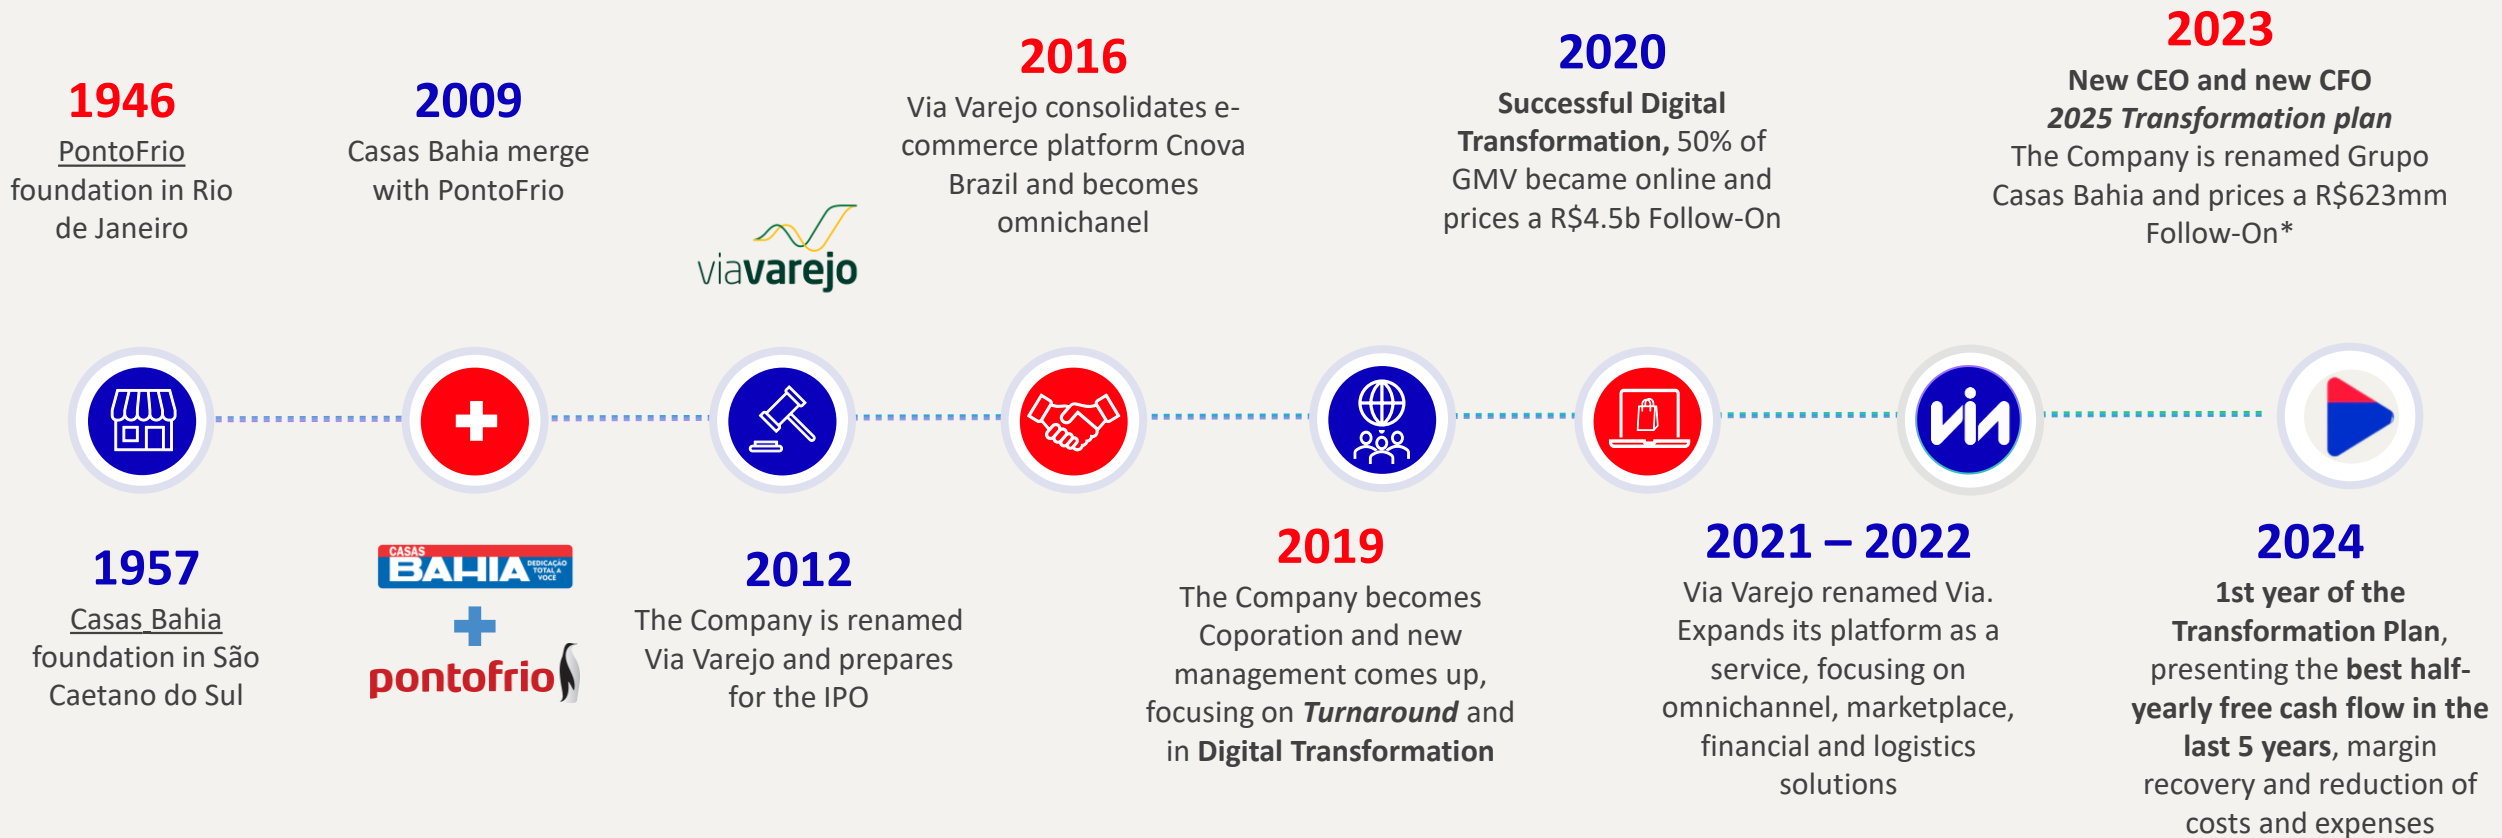 1946
PontoFrio
foundation in Rio
de Janeiro
1957
Casas Bahia
foundation in São
Caetano do Sul
2009
Casas Bahia merge
with PontoFrio
CASAS
BAHIA
DEDICAÇÃO
TOTAL A
VOCÊ
pontofrio
viavarejo
2012
The Company is renamed
Via Varejo and prepares
for the IPO
2016
Via Varejo consolidates e-
commerce platform Cnova
Brazil and becomes
omnichanel
2019
The Company becomes
Coporation and new
management comes up,
focusing on Turnaround and
in Digital Transformation
2020
Successful Digital
Transformation, 50% of
GMV became online and
prices a R$4.5b Follow-On
via
2021 – 2022
Via Varejo renamed Via.
Expands its platform as a
service, focusing on
omnichannel, marketplace,
financial and logistics
solutions
2023
New CEO and new CFO
2025 Transformation plan
The Company is renamed Grupo
Casas Bahia and prices a R$623mm
Follow-On*
2024
1st year of the
Transformation Plan,
presenting the best half-
yearly free cash flow in the
last 5 years, margin
recovery and reduction of
costs and expenses